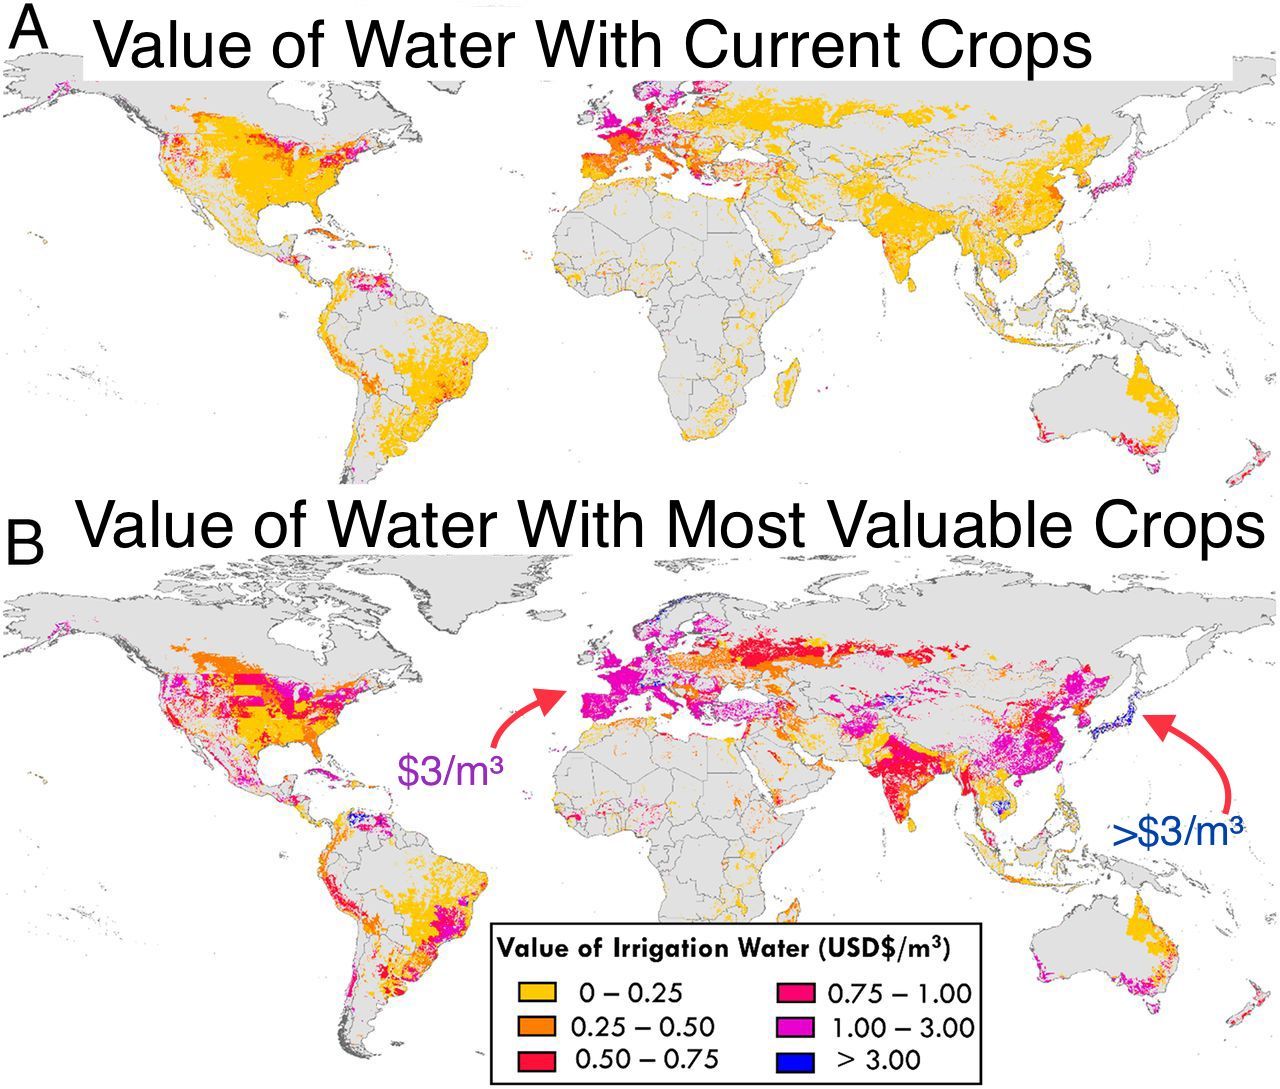 A Value of Water With Current Crops
B Value of Water With Most Valuable Crops
$3/m³
>$3/m³
Value of Irrigation Water (USD$/m³)
0 – 0.25
0.25 – 0.50
0.50 – 0.75
0.75 – 1.00
1.00 – 3.00
> 3.00